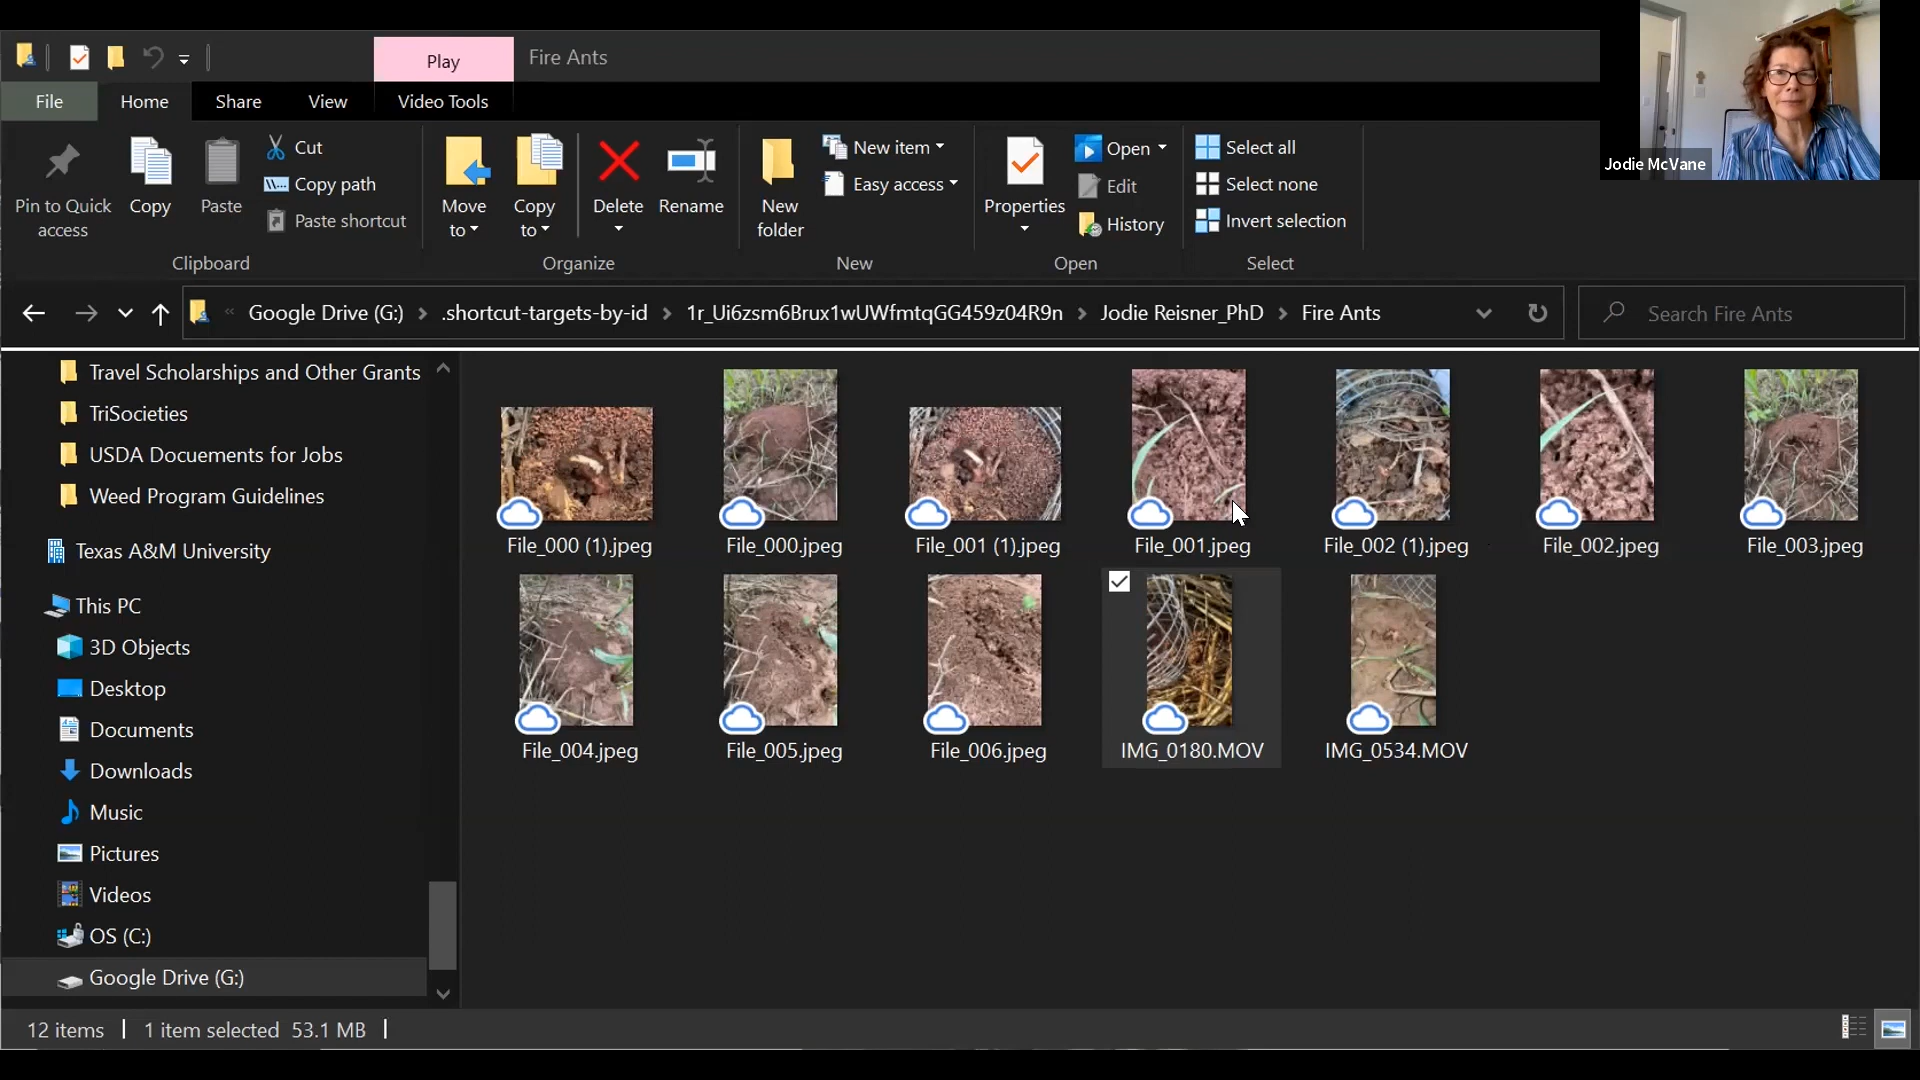 Play
Fire Ants
File
Home
Share
View
Video Tools
Pin to Quick access
Copy
Paste
Cut
Copy path
Paste shortcut
Clipboard
Move to
Copy to
Delete
Rename
Organize
New folder
New item
Easy access
New
Properties
Open
Edit
History
Open
Select all
Select none
Invert selection
Select
Jodie McVane
« Google Drive (G:) > .shortcut-targets-by-id > 1r_Ui6zsm6Brux1wUWfmtqGG459z04R9n > Jodie Reisner_PhD > Fire Ants
Search Fire Ants
Travel Scholarships and Other Grants
TriSocieties
USDA Docuements for Jobs
Weed Program Guidelines
Texas A&M University
This PC
3D Objects
Desktop
Documents
Downloads
Music
Pictures
Videos
OS (C:)
Google Drive (G:)
File_000 (1).jpeg
File_000.jpeg
File_001 (1).jpeg
File_001.jpeg
File_002 (1).jpeg
File_002.jpeg
File_003.jpeg
File_004.jpeg
File_005.jpeg
File_006.jpeg
IMG_0180.MOV
IMG_0534.MOV
12 items
1 item selected 53.1 MB